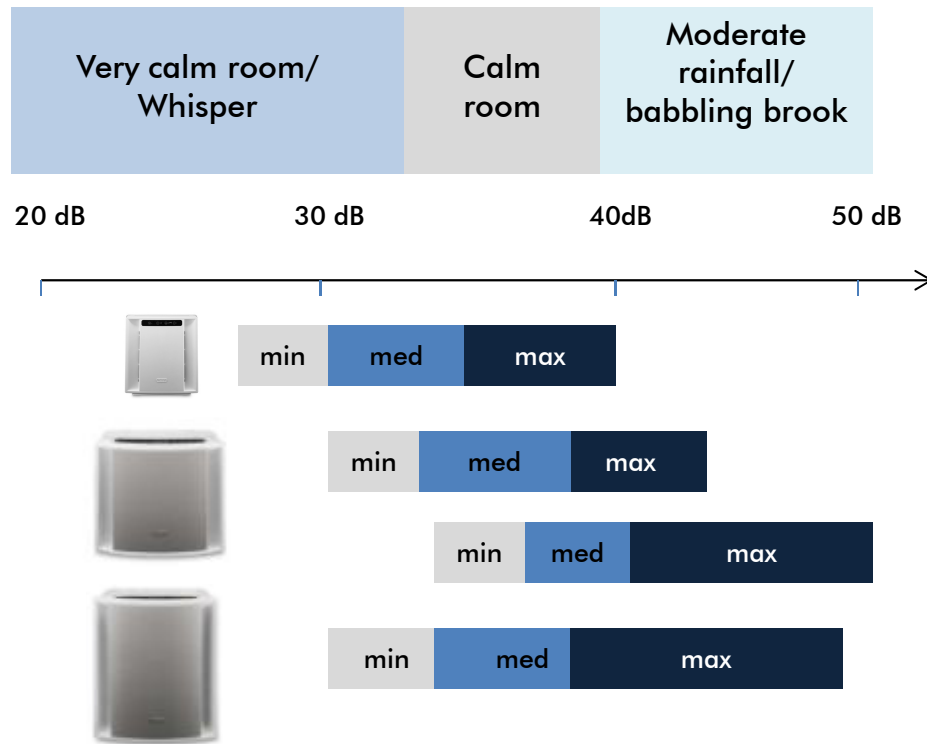 Very calm room/
Whisper
Calm
room
Moderate
rainfall/
babbling brook
20 dB
30 dB
40dB
50 dB
min
med
max
min
med
max
min
med
max
min
med
max